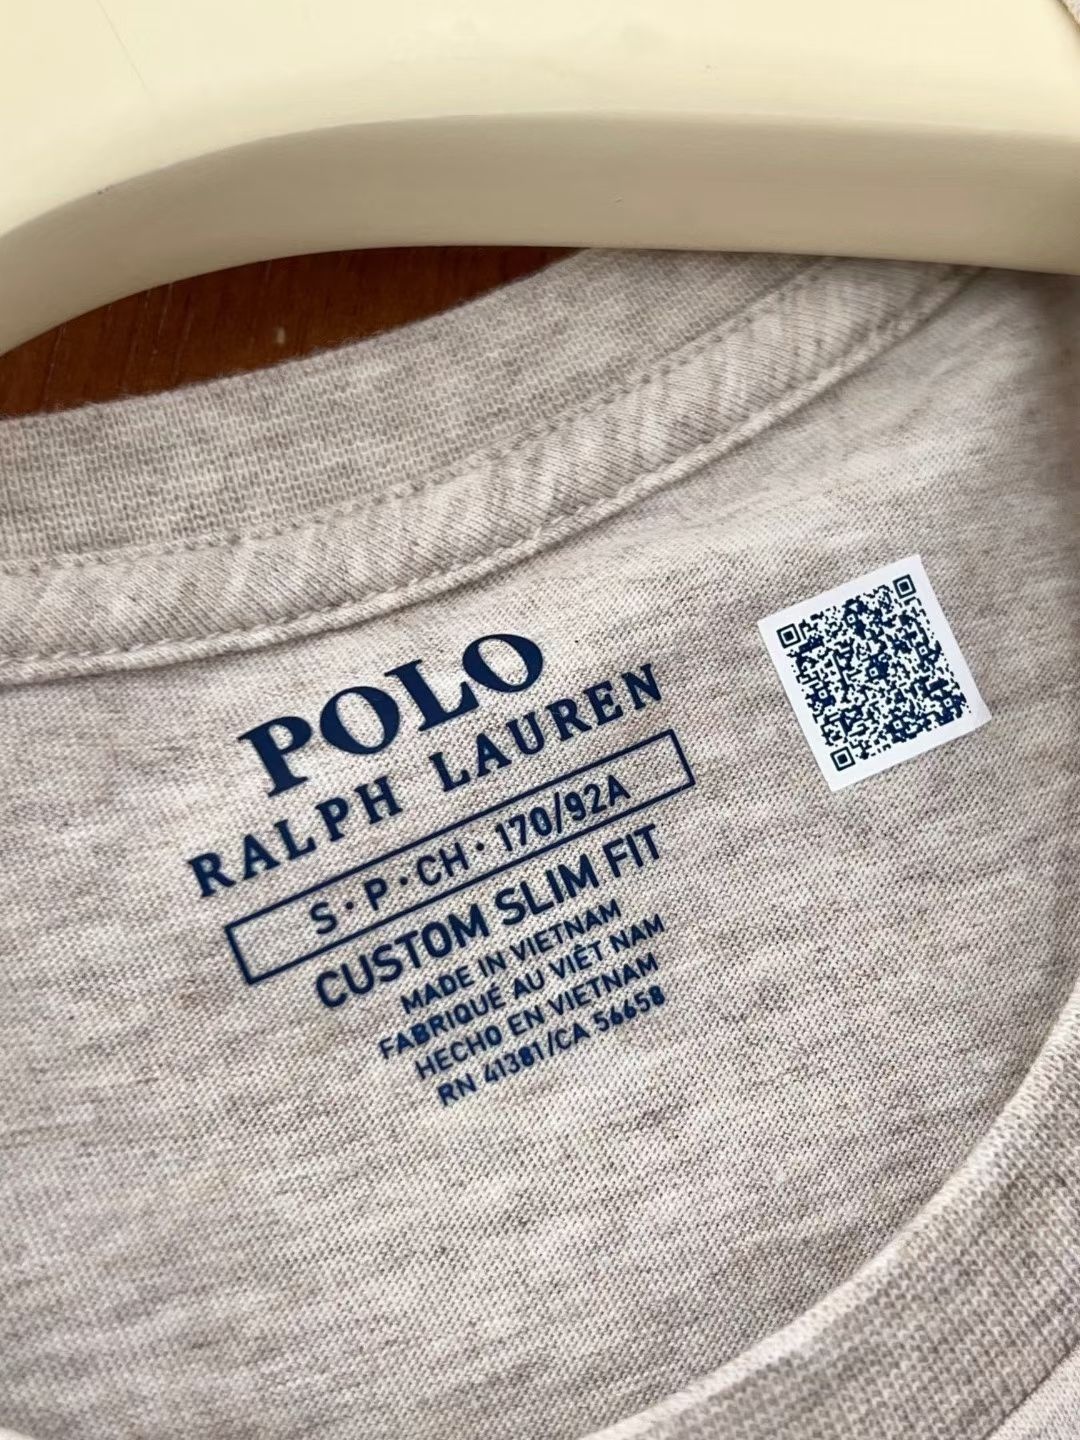 POLO
RALPH LAUREN
S·P·CH·170/92A
CUSTOM SLIM FIT
MADE IN VIETNAM
FABRIQUÉ AU VIÊT NAM
HECHO EN VIETNAM
RN 41381/CA 56658